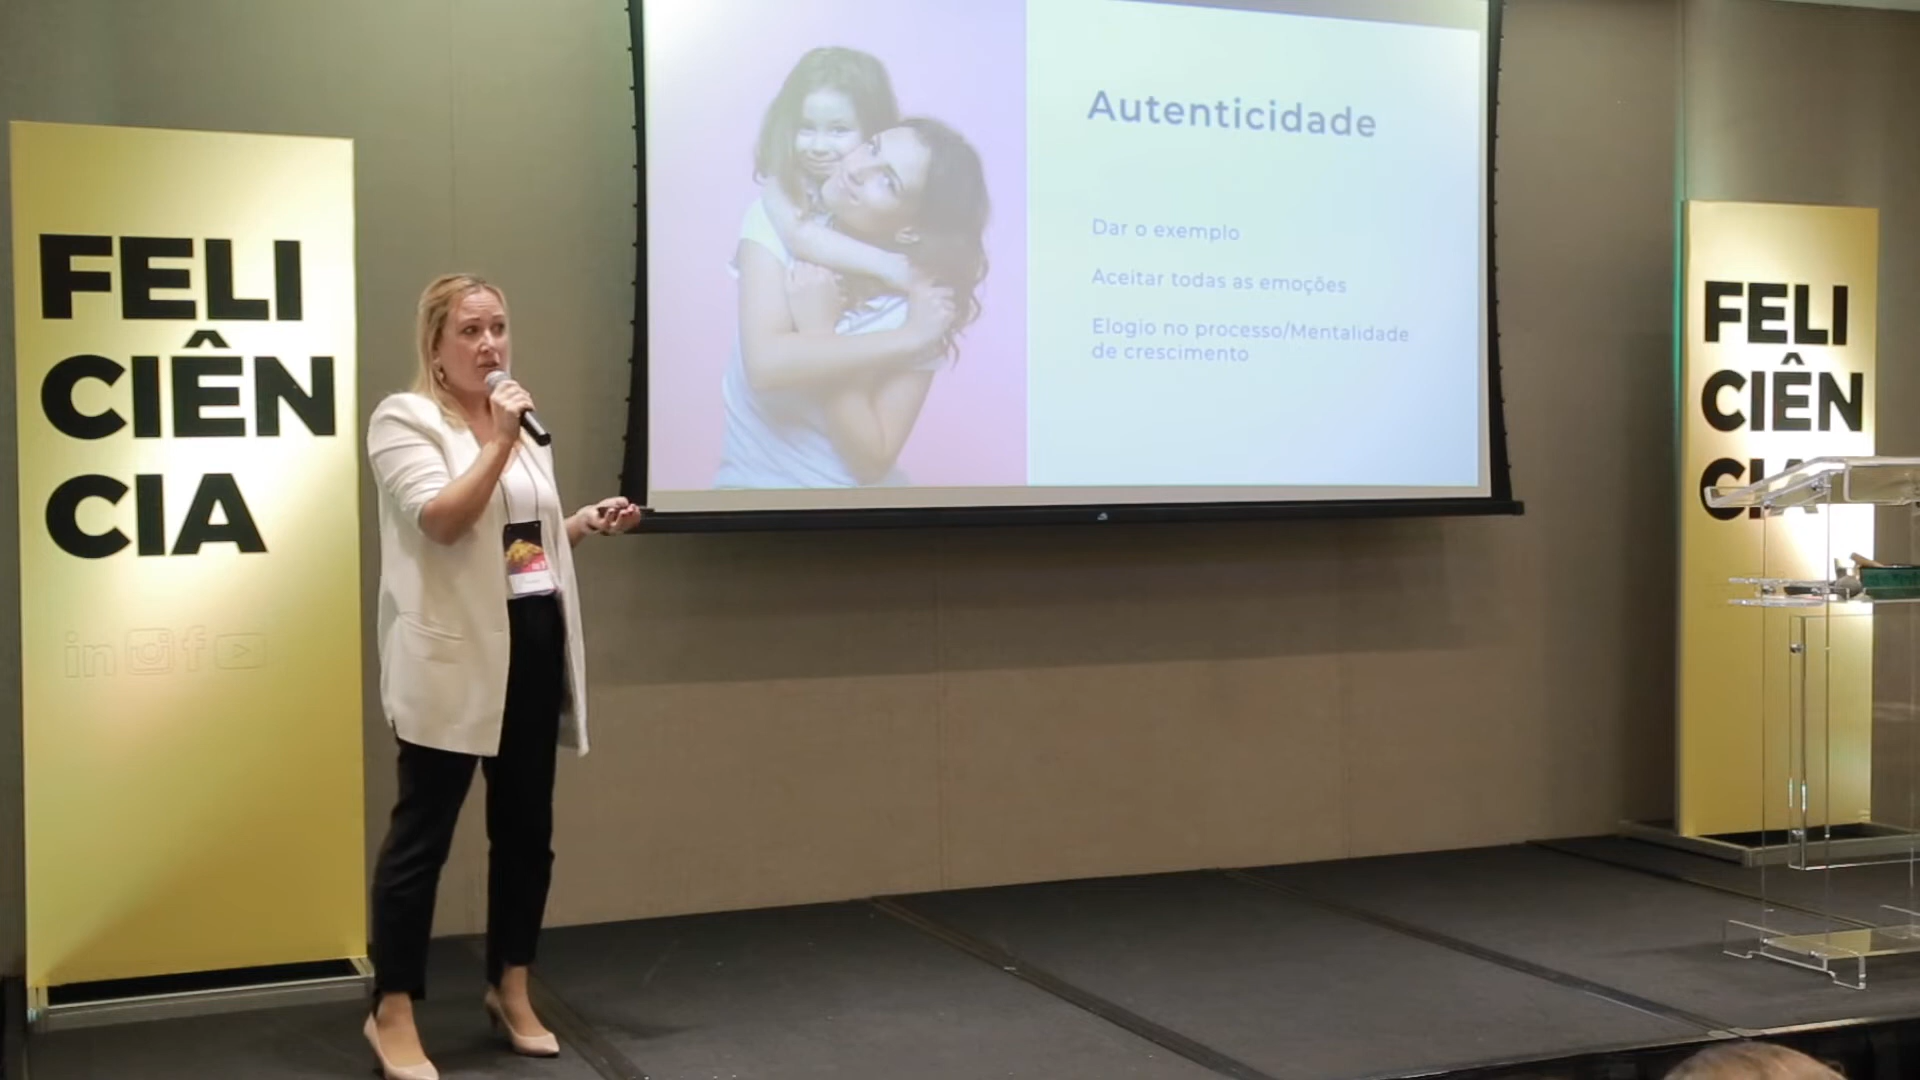 FELI
CIÊN
CIA
in
f
Autenticidade
Dar o exemplo
Aceitar todas as emoções
Elogio no processo/Mentalidade
de crescimento
FELI
CIÊN
CIA